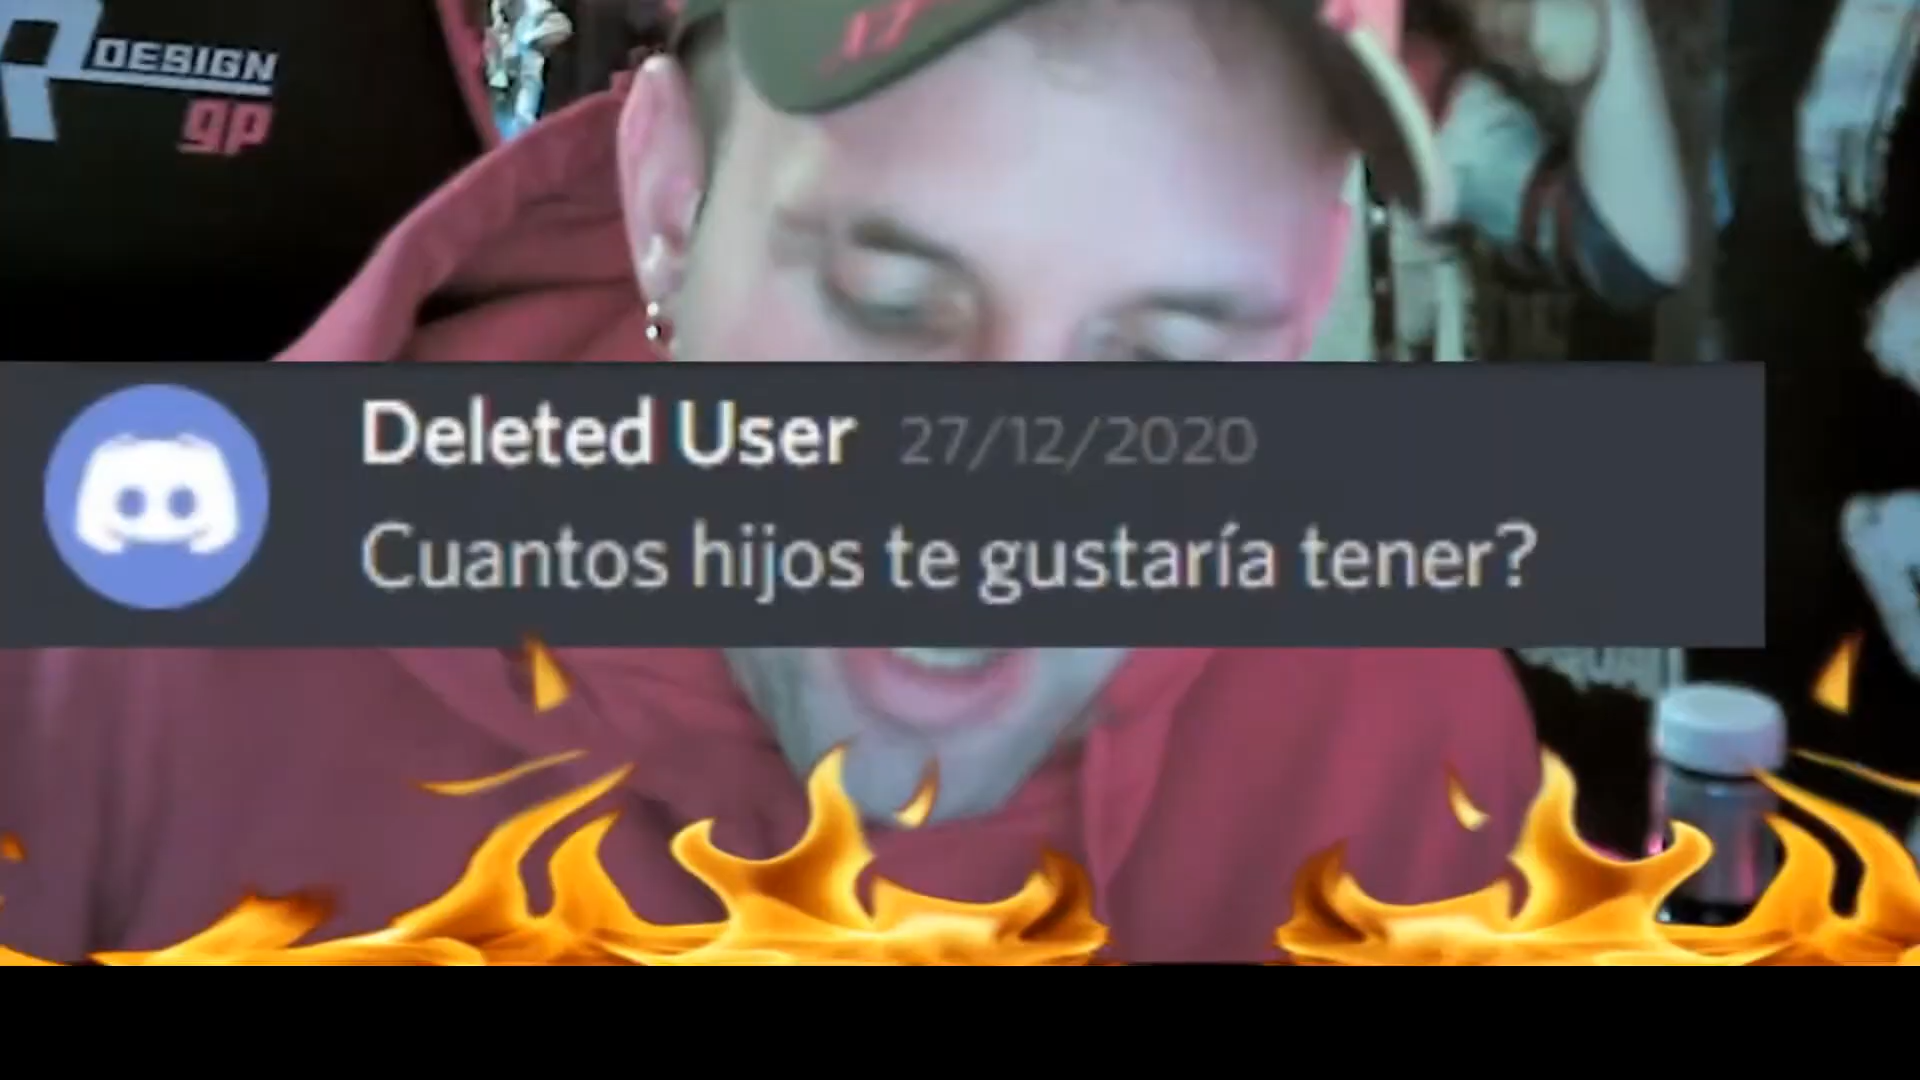 DESIGN
gp
Deleted User 27/12/2020
Cuantos hijos te gustaría tener?